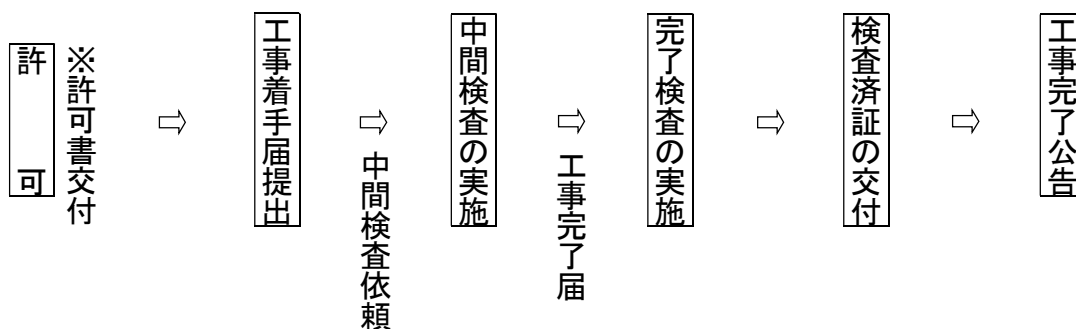 許可
※許可書交付
⇨
工事着手届提出
⇨
中間検査依頼
中間検査の実施
⇨
工事完了届
完了検査の実施
⇨
検査済証の交付
⇨
工事完了公告